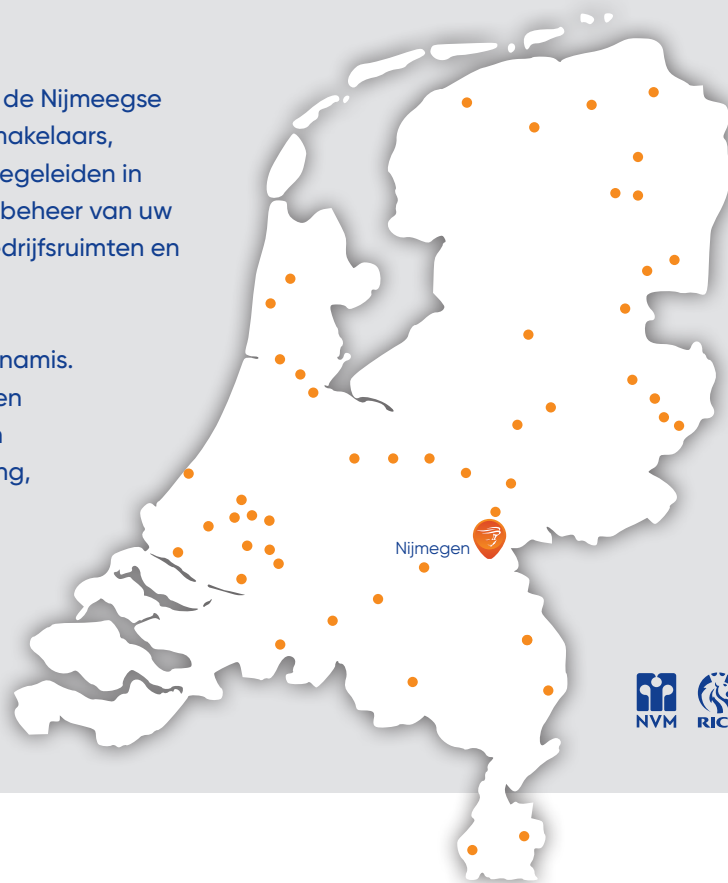 de Nijmeegse
makelaars,
egeleiden in
beheer van uw
drijfsruimten en
namis.
en
ng,
Nijmegen
NVM
RIC